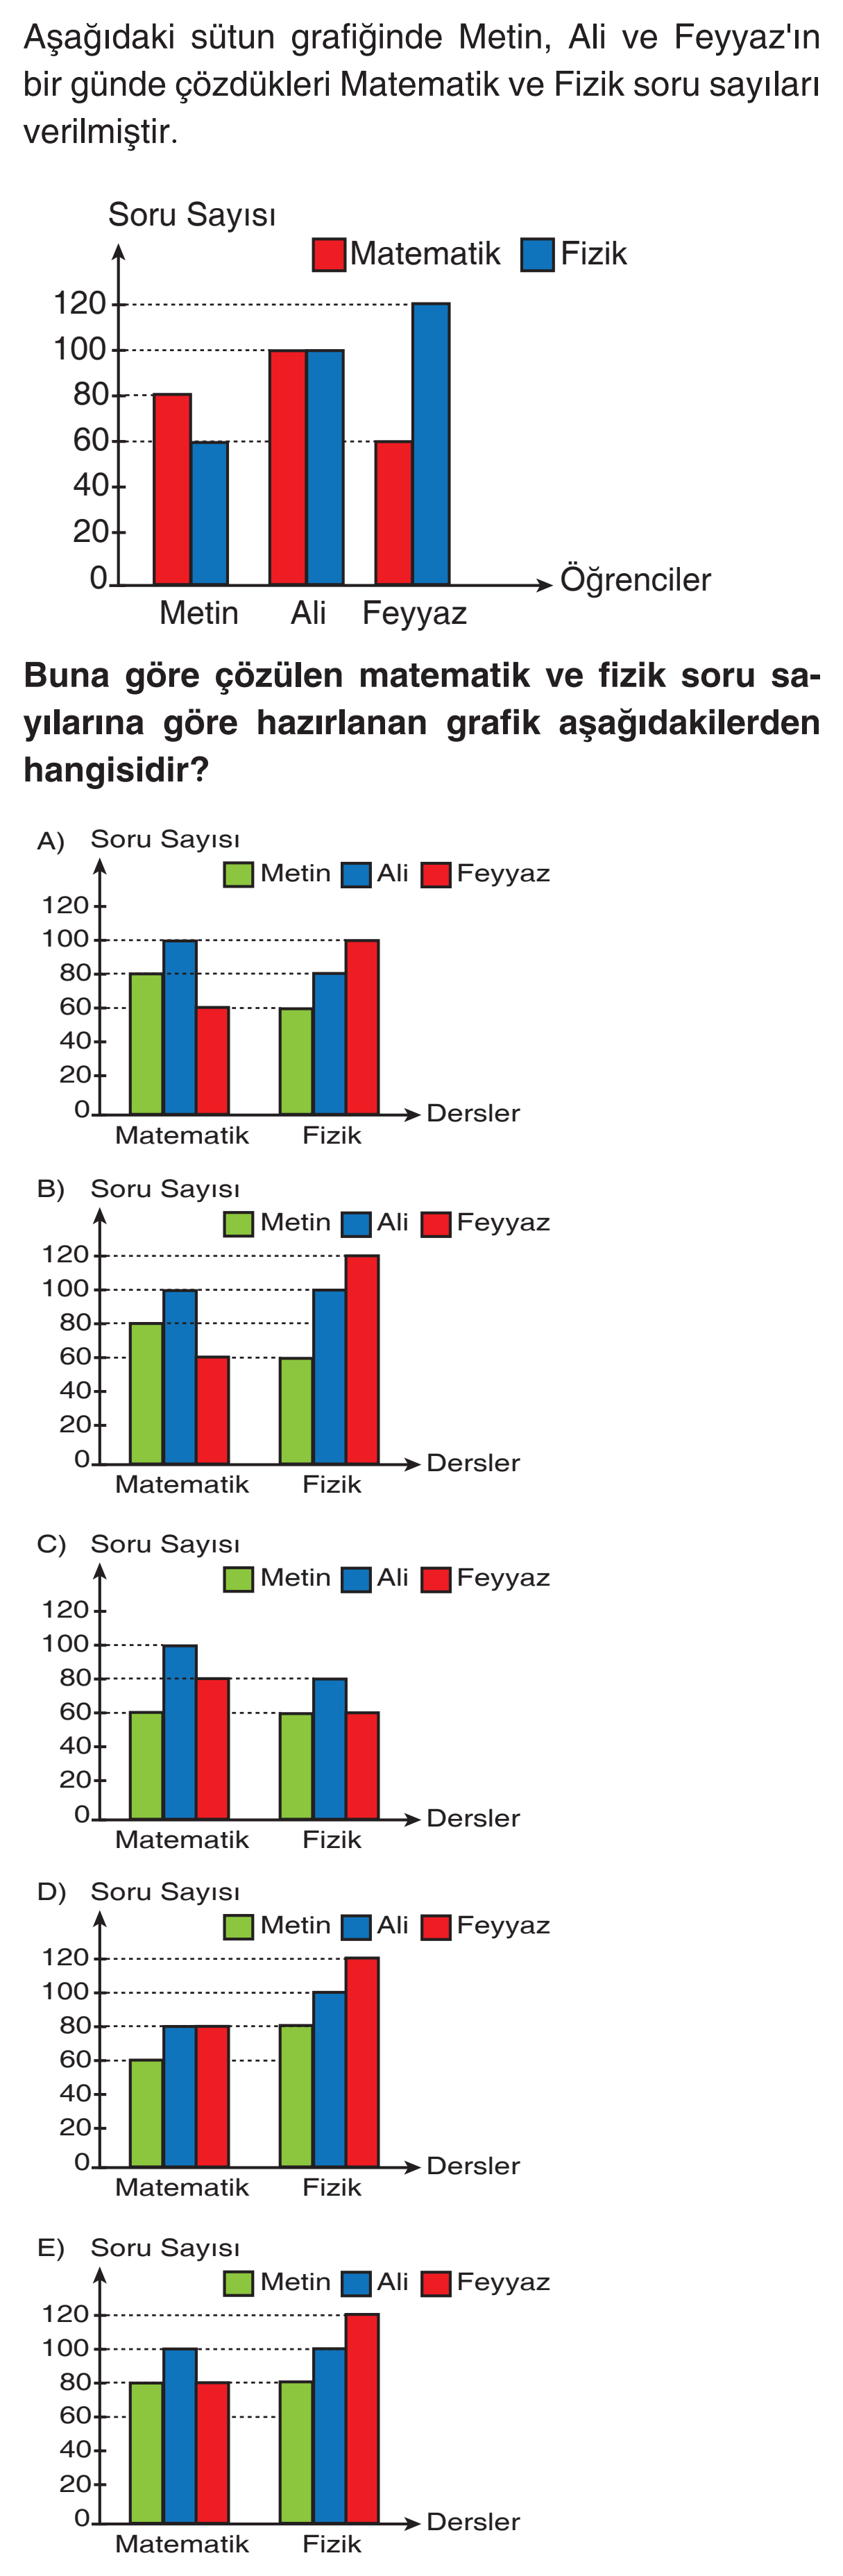 Aşağıdaki sütun grafiğinde Metin, Ali ve Feyyaz'ın
bir günde çözdükleri Matematik ve Fizik soru sayıları
verilmiştir.
Soru Sayısı
Matematik Fizik
120
100
80
60
40
20
0
Öğrenciler
Metin Ali Feyyaz
Buna göre çözülen matematik ve fizik soru sa-
yılarına göre hazırlanan grafik aşağıdakilerden
hangisidir?
A) Soru Sayısı
Metin Ali Feyyaz
120
100
80
60
40
20
0
Dersler
Matematik Fizik
B) Soru Sayısı
Metin Ali Feyyaz
120
100
80
60
40
20
0
Dersler
Matematik Fizik
C) Soru Sayısı
Metin Ali Feyyaz
120
100
80
60
40
20
0
Dersler
Matematik Fizik
D) Soru Sayısı
Metin Ali Feyyaz
120
100
80
60
40
20
0
Dersler
Matematik Fizik
E) Soru Sayısı
Metin Ali Feyyaz
120
100
80
60
40
20
0
Dersler
Matematik Fizik